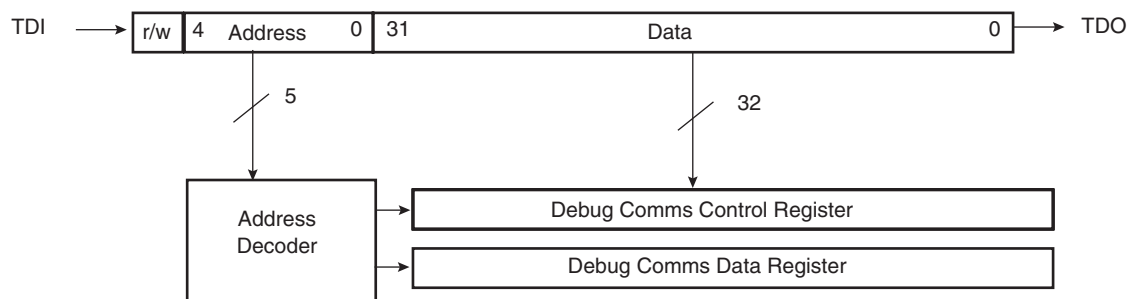 TDI
r/w
4 Address 0
31 Data 0
TDO
5
32
Address
Decoder
Debug Comms Control Register
Debug Comms Data Register